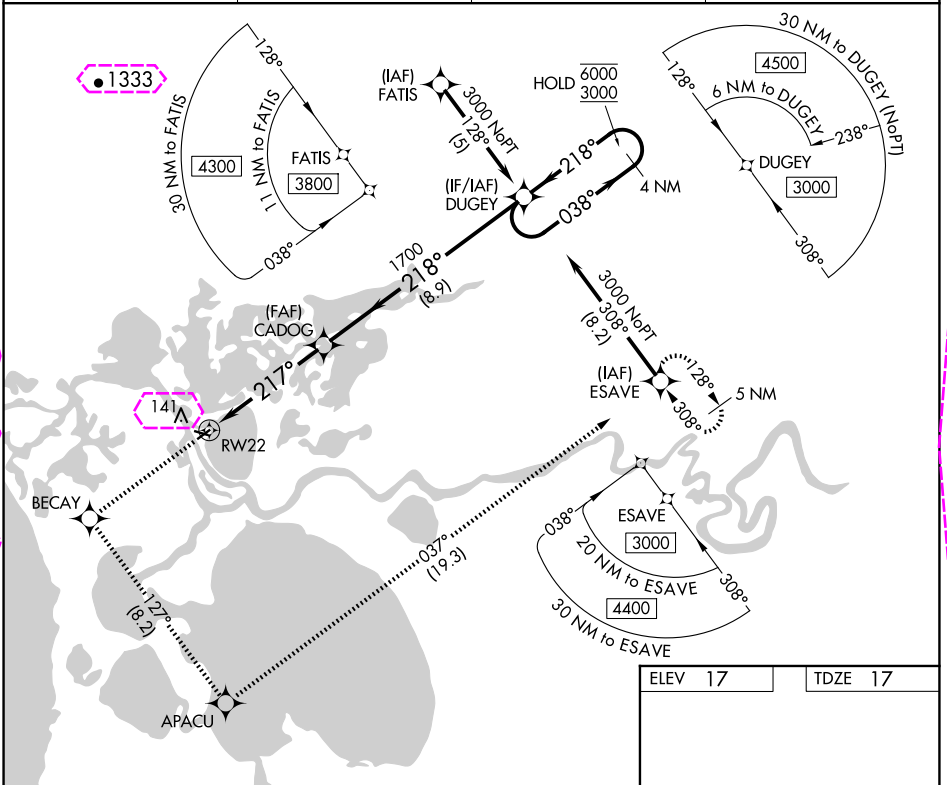 1333
30 NM to FATIS
4300
11 NM to FATIS
3800
128°
FATIS
038°
(IAF)
FATIS
3000 NoPT
128°
(5)
HOLD
6000
3000
218°
038°
4 NM
(IF/IAF)
DUGEY
30 NM to DUGEY (NoPT)
4500
6 NM to DUGEY
128°
238°
DUGEY
3000
308°
1700
218°
(8.9)
(FAF)
CADOG
217°
141
RW22
3000 NoPT
308°
(8.2)
(IAF)
ESAVE
128°
308°
5 NM
BECAY
127°
(8.2)
APACU
037°
(19.3)
038°
ESAVE
3000
20 NM to ESAVE
4400
30 NM to ESAVE
308°
ELEV 17
TDZE 17